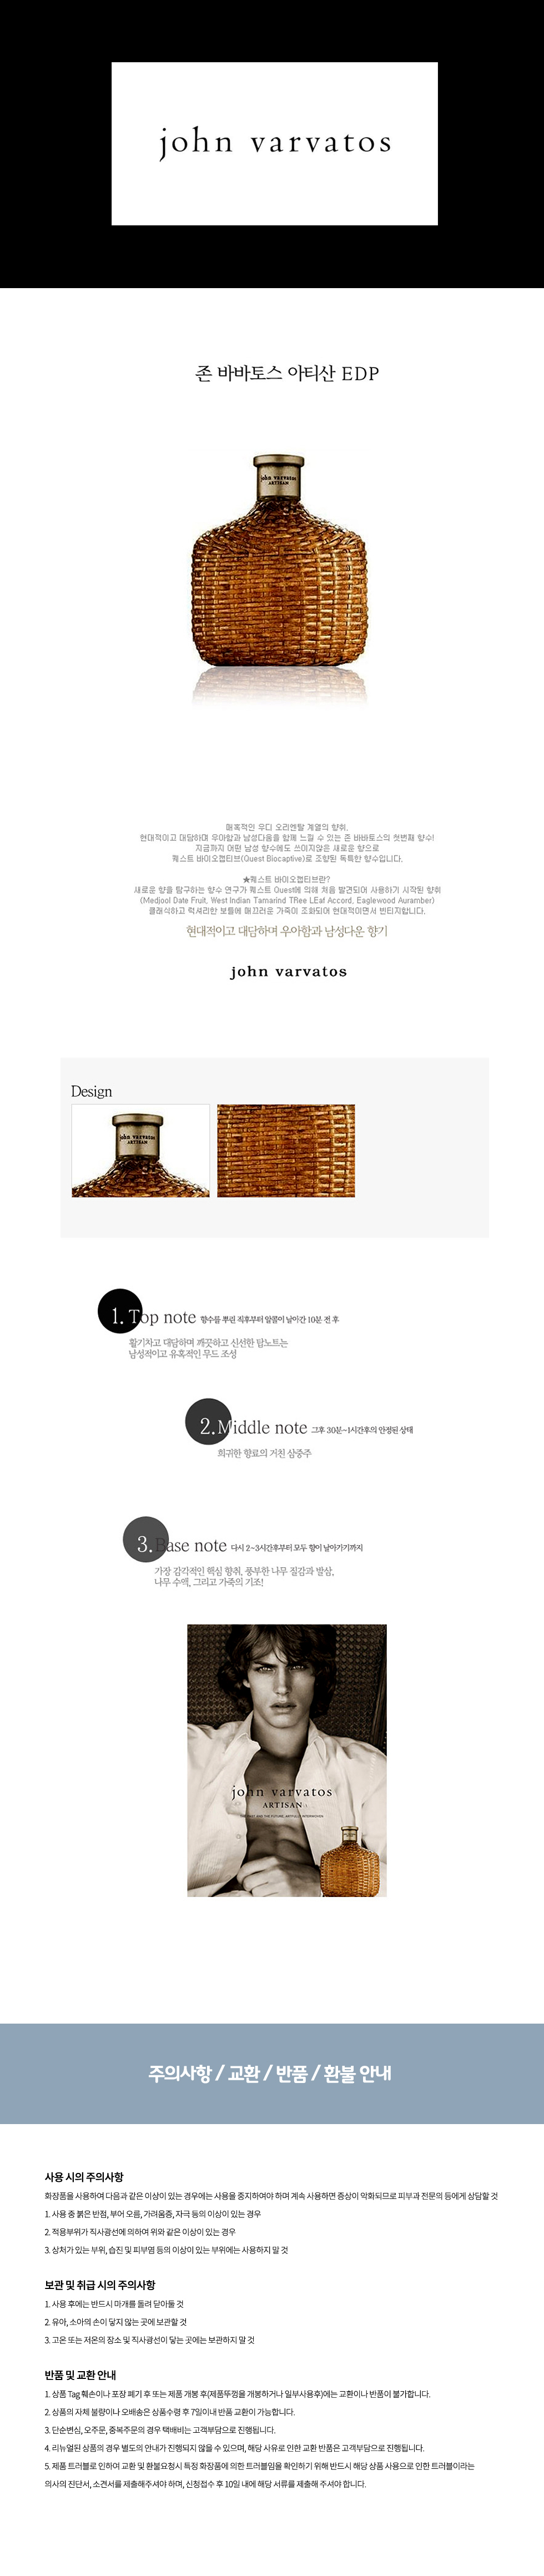 john varvatos
존 바바토스 아티산 EDP
john varvatos
ARTISAN
매혹적인 우디 오리엔탈 계열의 향취.
현대적이고 대담하며 우아함과 남성다움을 함께 느낄 수 있는 존 바바토스의 첫번째 향수!
지금까지 어떤 남성 향수에도 쓰이지않은 새로운 향으로
퀘스트 바이오캡티브(Quest Biocaptive)로 조향된 독특한 향수입니다.
★퀘스트 바이오캡티브란?
새로운 향을 탐구하는 향수 연구가 퀘스트 Quest에 의해 처음 발견되어 사용하기 시작된 향취
(Medjool Date Fruit, West Indian Tamarind TRee LEaf Accord, Eaglewood Auramber)
클래식하고 럭셔리한 보틀에 매끄러운 가죽이 조화되어 현대적이면서 빈티지합니다.
현대적이고 대담하며 우아함과 남성다운 향기
john varvatos
Design
john varvatos
ARTISAN
1. Top note 향수를 뿌린 직후부터 알콜이 날아간 10분 전 후
활기차고 대담하며 깨끗하고 신선한 탑노트는
남성적이고 유혹적인 무드 조성
2. Middle note 그후 30분~1시간후의 안정된 상태
희귀한 향료의 거친 삼중주
3. Base note 다시 2~3시간후부터 모두 향이 날아가기까지
가장 감각적인 핵심 향취, 풍부한 나무 질감과 발삼,
나무 수액, 그리고 가죽의 기조!
john varvatos
ARTISAN
주의사항 / 교환 / 반품 / 환불 안내
사용 시의 주의사항
화장품을 사용하여 다음과 같은 이상이 있는 경우에는 사용을 중지하여야 하며 계속 사용하면 증상이 악화되므로 피부과 전문의 등에게 상담할 것
1. 사용 중 붉은 반점, 부어 오름, 가려움증, 자극 등의 이상이 있는 경우
2. 적용부위가 직사광선에 의하여 위와 같은 이상이 있는 경우
3. 상처가 있는 부위, 습진 및 피부염 등의 이상이 있는 부위에는 사용하지 말 것
보관 및 취급 시의 주의사항
1. 사용 후에는 반드시 마개를 돌려 닫아둘 것
2. 유아, 소아의 손이 닿지 않는 곳에 보관할 것
3. 고온 또는 저온의 장소 및 직사광선이 닿는 곳에는 보관하지 말 것
반품 및 교환 안내
1. 상품 Tag 훼손이나 포장 폐기 후 또는 제품 개봉 후(제품뚜껑을 개봉하거나 일부사용후)에는 교환이나 반품이 불가합니다.
2. 상품의 자체 불량이나 오배송은 상품수령 후 7일이내 반품 교환이 가능합니다.
3. 단순변심, 오주문, 중복주문의 경우 택배비는 고객부담으로 진행됩니다.
4. 리뉴얼된 상품의 경우 별도의 안내가 진행되지 않을 수 있으며, 해당 사유로 인한 교환 반품은 고객부담으로 진행됩니다.
5. 제품 트러블로 인하여 교환 및 환불요청시 특정 화장품에 의한 트러블임을 확인하기 위해 반드시 해당 상품 사용으로 인한 트러블이라는
의사의 진단서, 소견서를 제출해주셔야 하며, 신청접수 후 10일 내에 해당 서류를 제출해 주셔야 합니다.